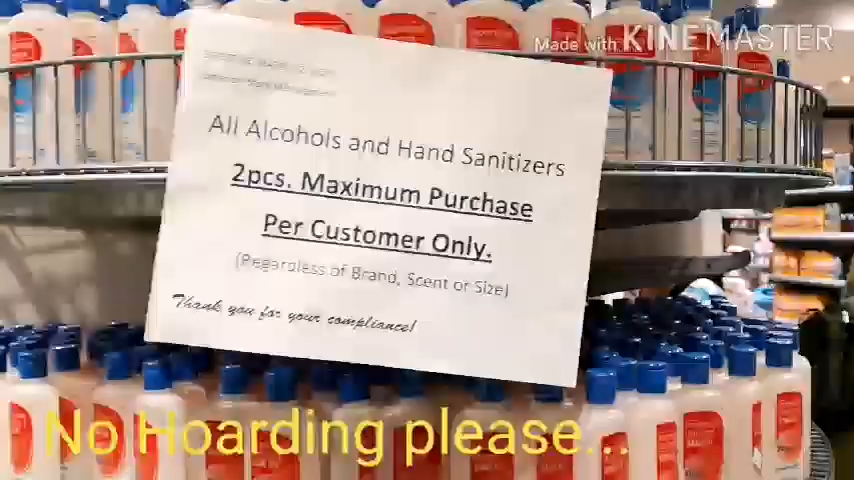 Made with KINEMASTER
All Alcohols and Hand Sanitizers
2pcs. Maximum Purchase
Per Customer Only.
(Regardless of Brand, Scent or Size)
Thank you for your compliance!
No Hoarding please...